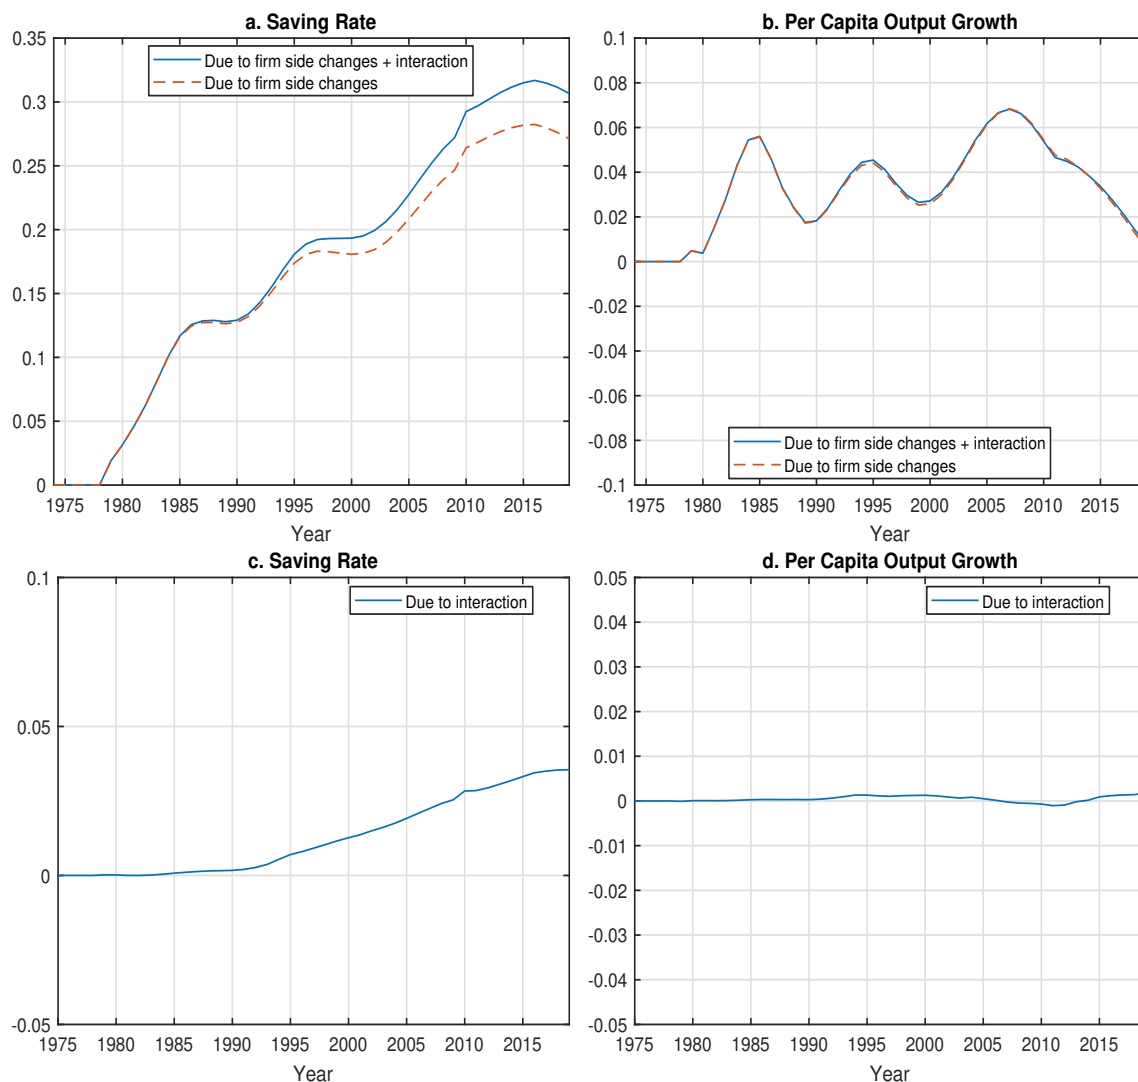 a. Saving Rate
0.35
0.3
0.25
0.2
0.15
0.1
0.05
0
Due to firm side changes + interaction
Due to firm side changes
1975 1980 1985 1990 1995 2000 2005 2010 2015
Year
b. Per Capita Output Growth
0.1
0.08
0.06
0.04
0.02
0
-0.02
-0.04
-0.06
-0.08
-0.1
Due to firm side changes + interaction
Due to firm side changes
1975 1980 1985 1990 1995 2000 2005 2010 2015
Year
c. Saving Rate
0.1
0.05
0
-0.05
Due to interaction
1975 1980 1985 1990 1995 2000 2005 2010 2015
Year
d. Per Capita Output Growth
0.05
0.04
0.03
0.02
0.01
0
-0.01
-0.02
-0.03
-0.04
-0.05
Due to interaction
1975 1980 1985 1990 1995 2000 2005 2010 2015
Year